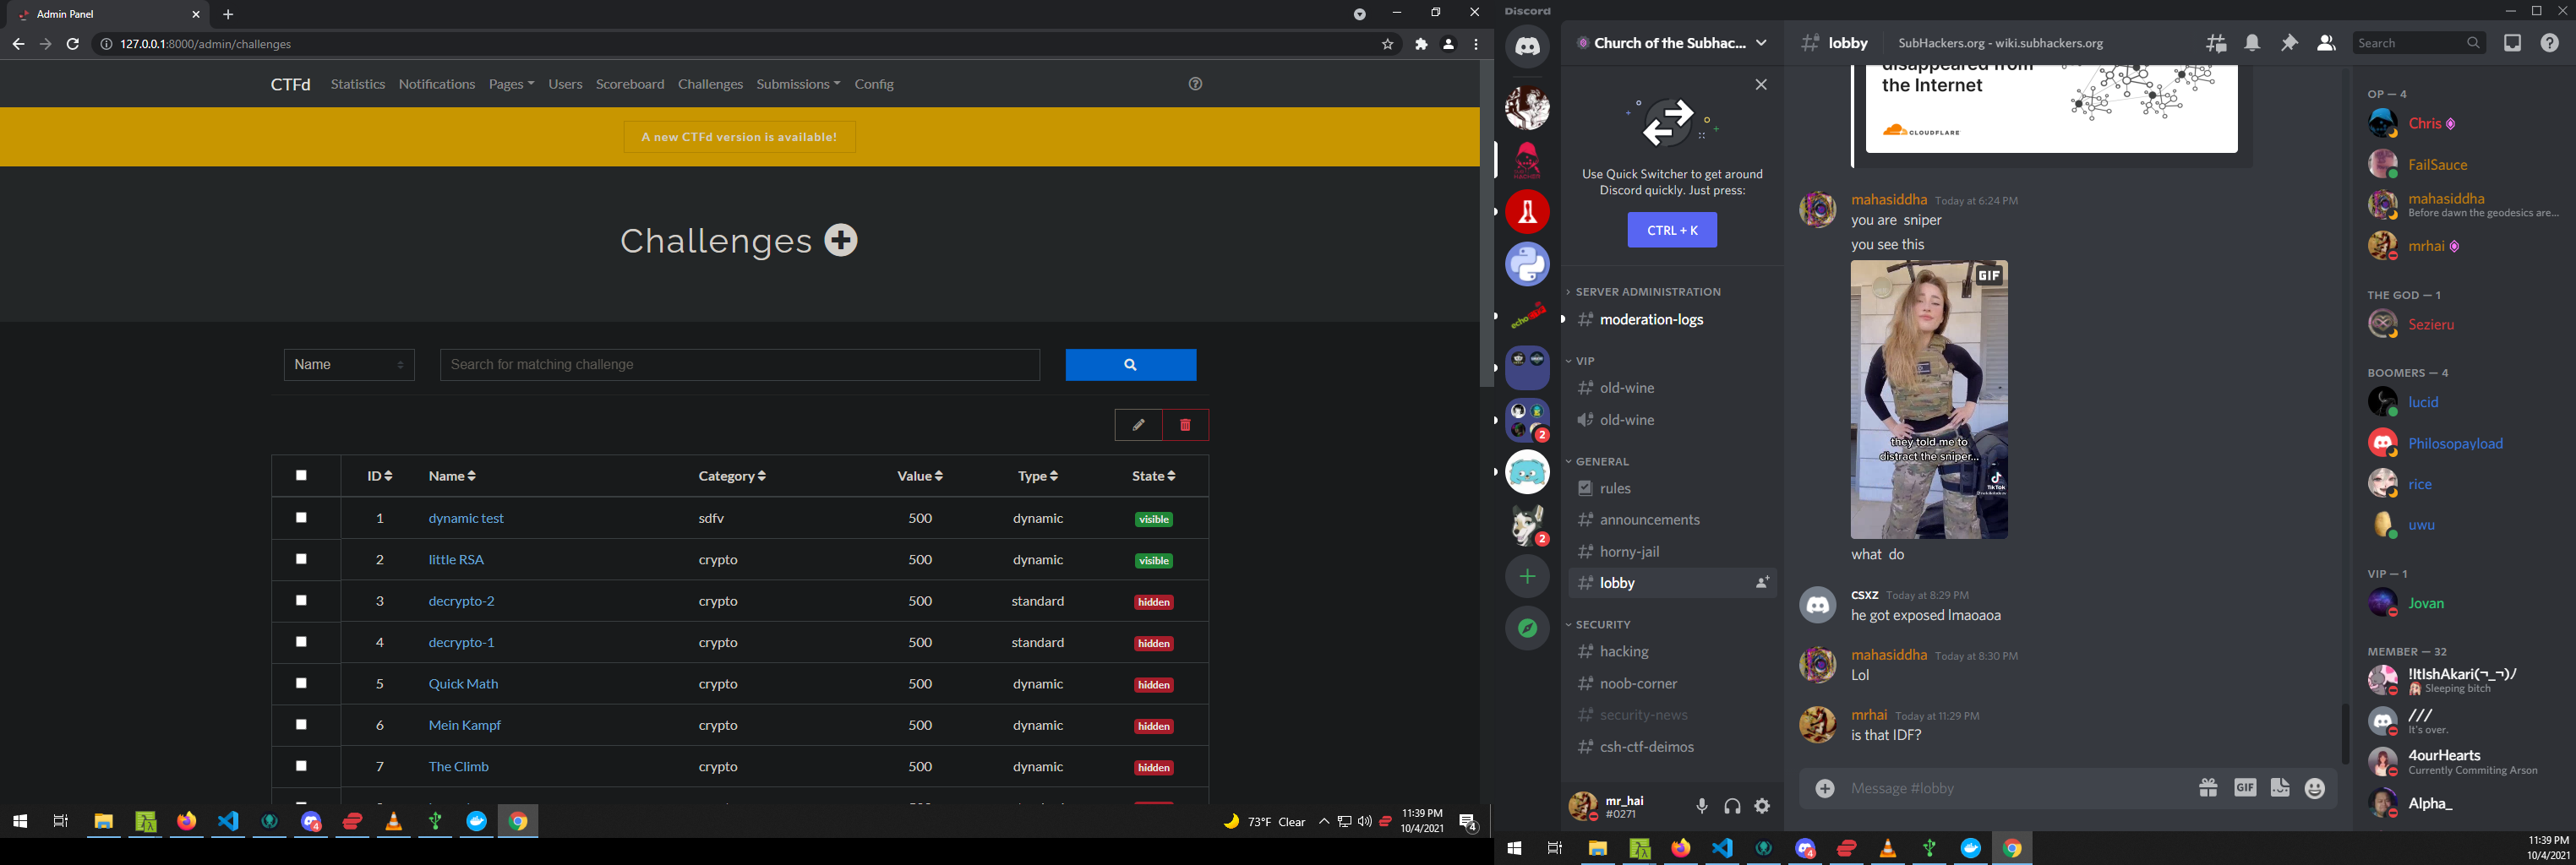 Admin Panel
127.0.0.1:8000/admin/challenges
CTFd Statistics Notifications Pages Users Scoreboard Challenges Submissions Config
A new CTFd version is available!
Challenges
Name Search for matching challenge
ID Name Category Value Type State
1 dynamic test sdfv 500 dynamic visible
2 little RSA crypto 500 dynamic visible
3 decrypto-2 crypto 500 standard hidden
4 decrypto-1 crypto 500 standard hidden
5 Quick Math crypto 500 dynamic hidden
6 Mein Kampf crypto 500 dynamic hidden
7 The Climb crypto 500 dynamic hidden
73°F Clear
11:39 PM
10/4/2021
4
Discord
2
2
Church of the Subhac...
Use Quick Switcher to get around
Discord quickly. Just press:
CTRL + K
SERVER ADMINISTRATION
moderation-logs
VIP
old-wine
old-wine
GENERAL
rules
announcements
horny-jail
lobby
SECURITY
hacking
noob-corner
security-news
csh-ctf-deimos
mr_hai
#0271
lobby SubHackers.org - wiki.subhackers.org
Search
disappeared from
the Internet
CLOUDFLARE
mahasiddha Today at 6:24 PM
you are sniper
you see this
GIF
they told me to
distract the sniper...
TikTok
what do
csxz Today at 8:29 PM
he got exposed lmaoaoa
mahasiddha Today at 8:30 PM
Lol
mrhai Today at 11:29 PM
is that IDF?
Message #lobby
GIF
OP — 4
Chris
FailSauce
mahasiddha
Before dawn the geodesics are...
mrhai
THE GOD — 1
Sezieru
BOOMERS — 4
lucid
Philosopayload
rice
uwu
VIP — 1
Jovan
MEMBER — 32
!ItIshAkari(¬_¬)ﾉ
Sleeping bitch
///
It's over.
4ourHearts
Currently Commiting Arson
Alpha_
11:39 PM
10/4/2021